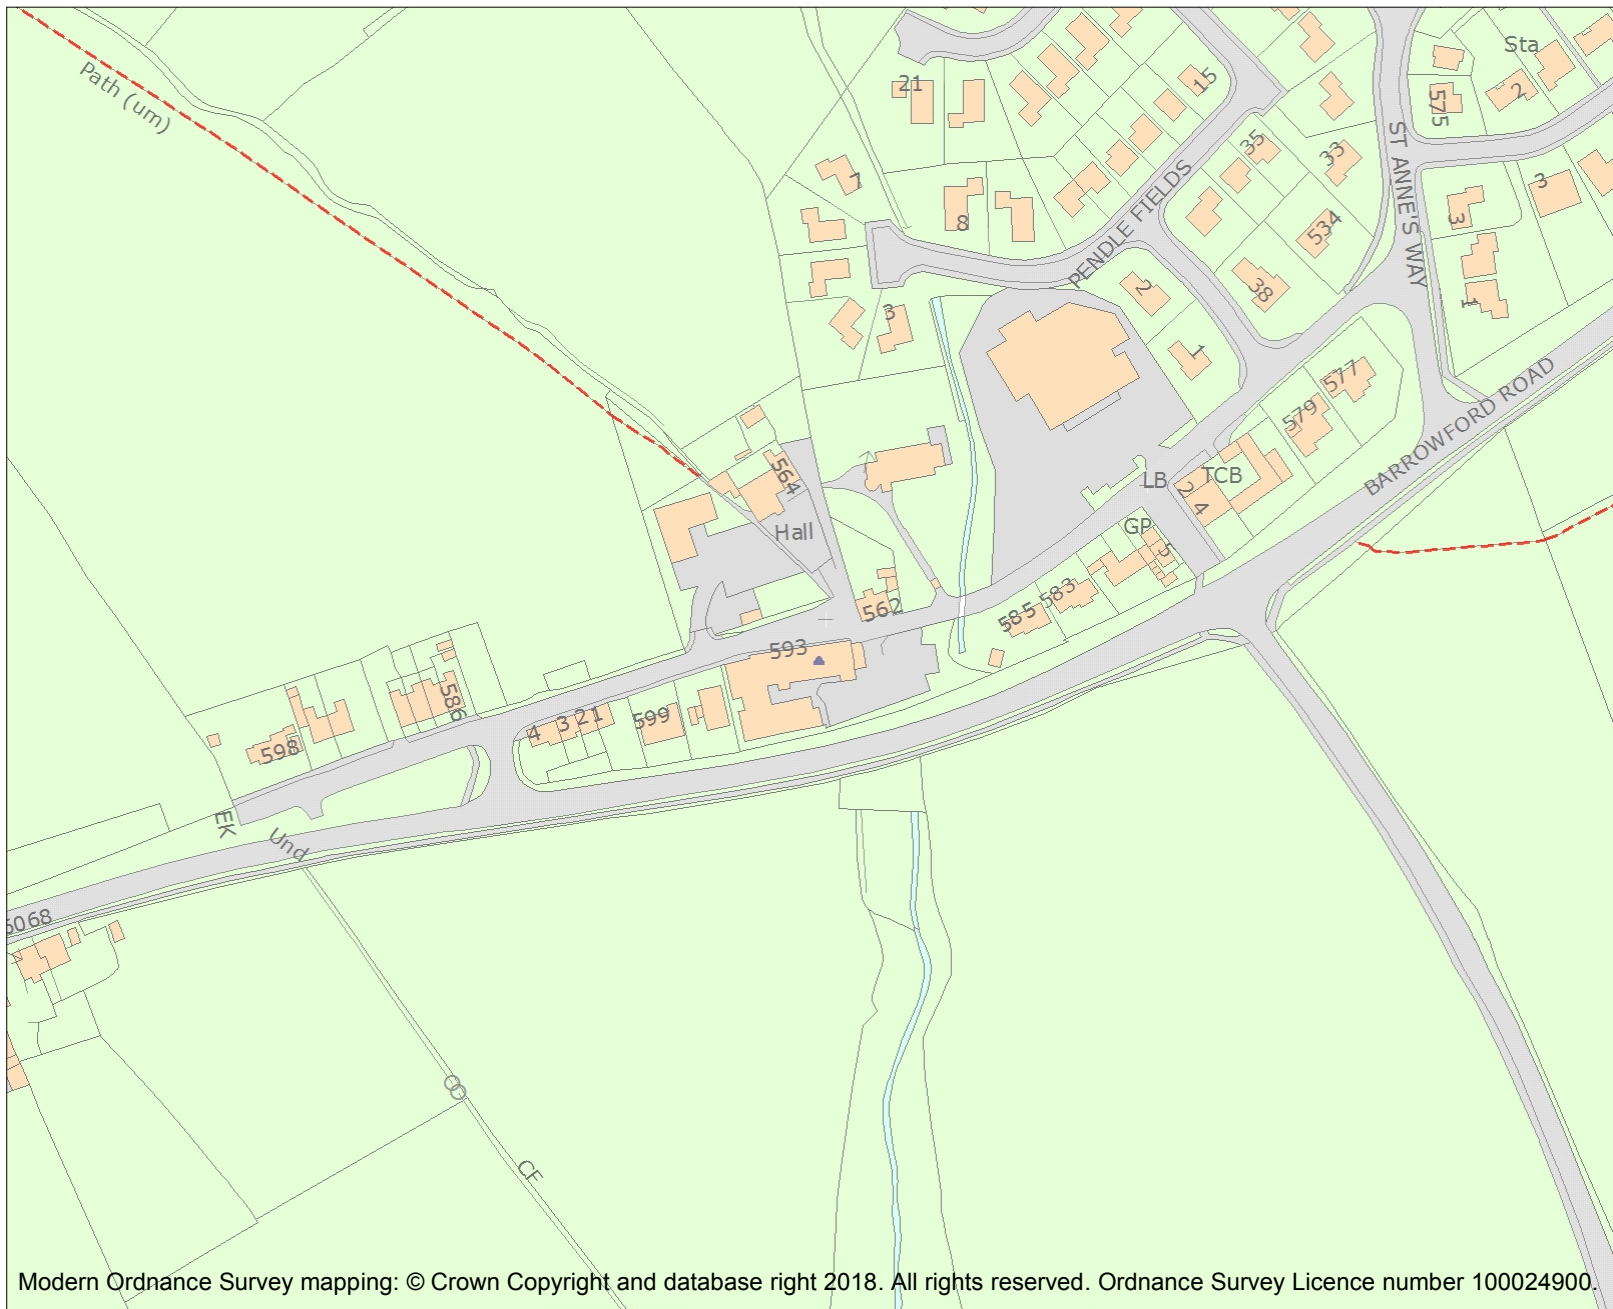 Path (um)
21
15
Sta
2
575
ST ANNE'S WAY
35
33
3
7
8
PENDLE FIELDS
3
534
2
38
1
3
1
577
579
BARROWFORD ROAD
564
LB
TCB
2
4
Hall
GP
5
562
583
585
593
586
599
4
3
21
598
EK
Und
6068
CO
CF
Modern Ordnance Survey mapping: © Crown Copyright and database right 2018. All rights reserved. Ordnance Survey Licence number 100024900.